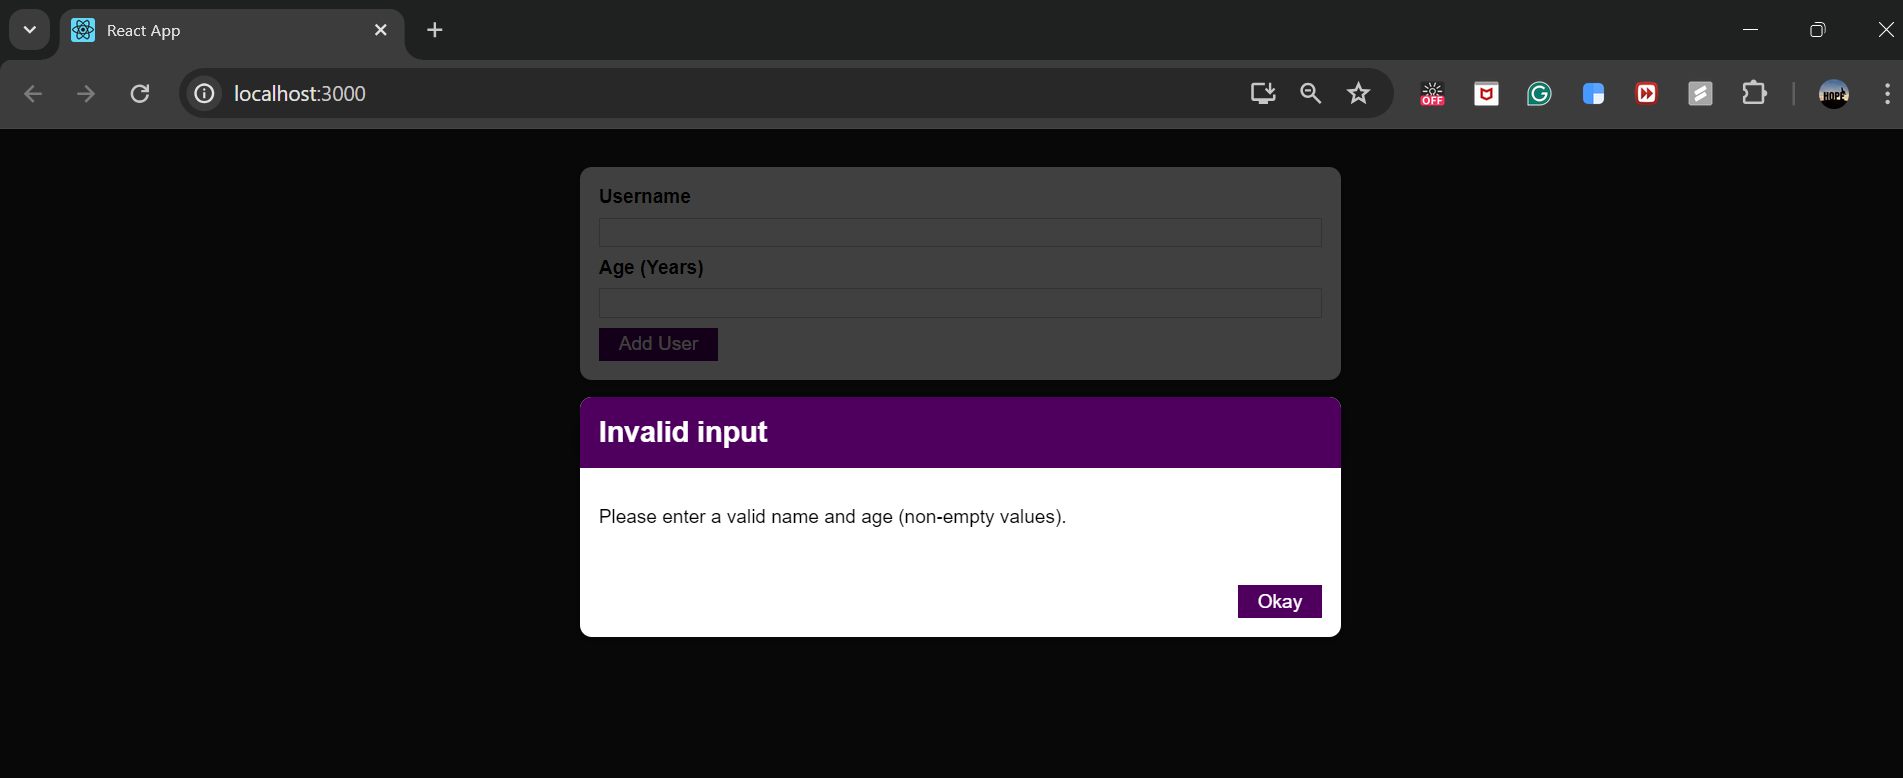 React App
localhost:3000
OFF
HOPE
Username
Age (Years)
Add User
Invalid input
Please enter a valid name and age (non-empty values).
Okay